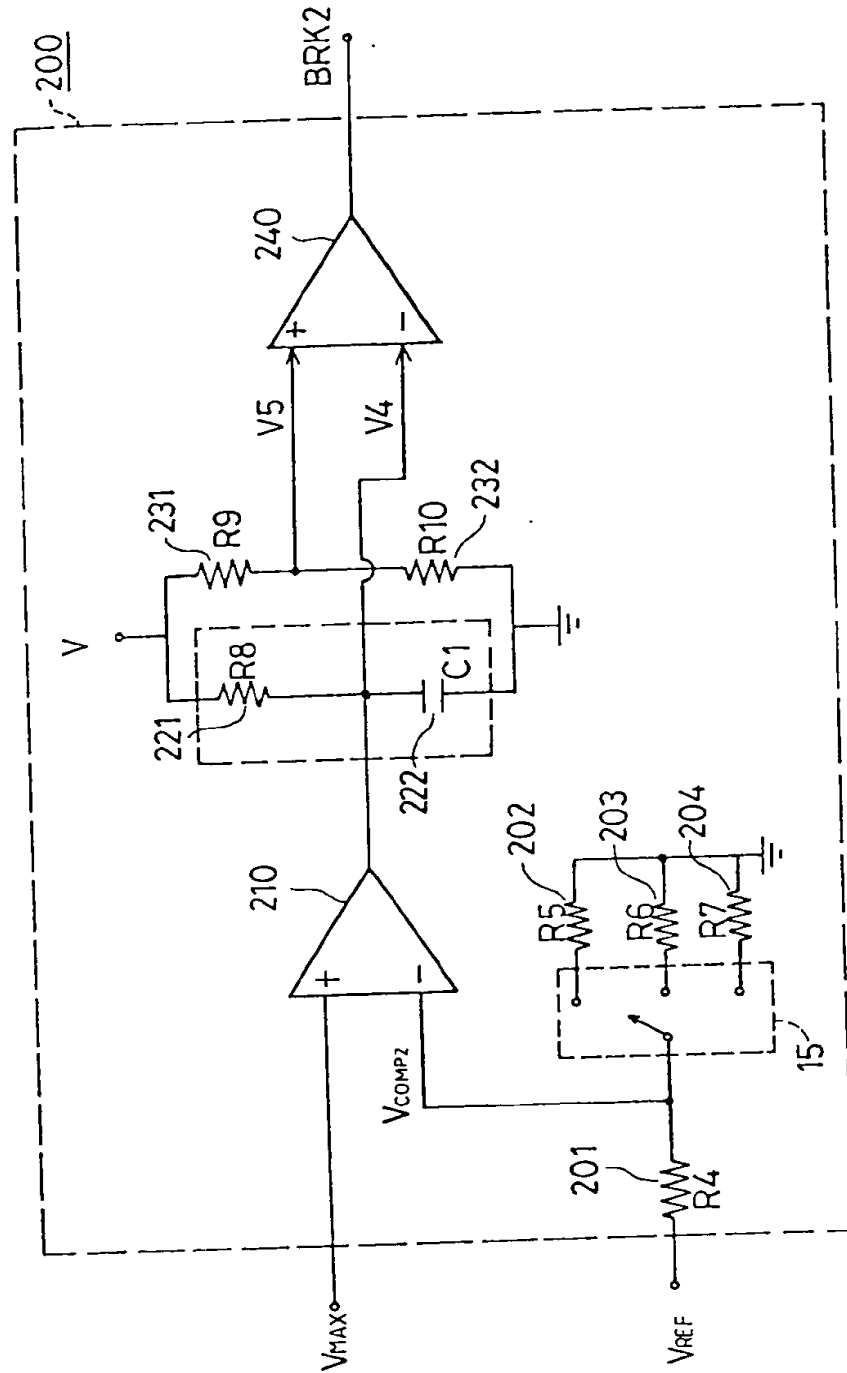 200
BRK2
240
+
−
V5
V4
231
R9
R10
232
V
221
R8
222
C1
210
+
−
VCOMP2
202
R5
203
R6
204
R7
15
201
R4
VMAX
VREF